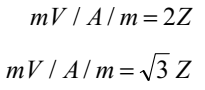 mV / A / m = 2Z
mV / A / m = √3 Z